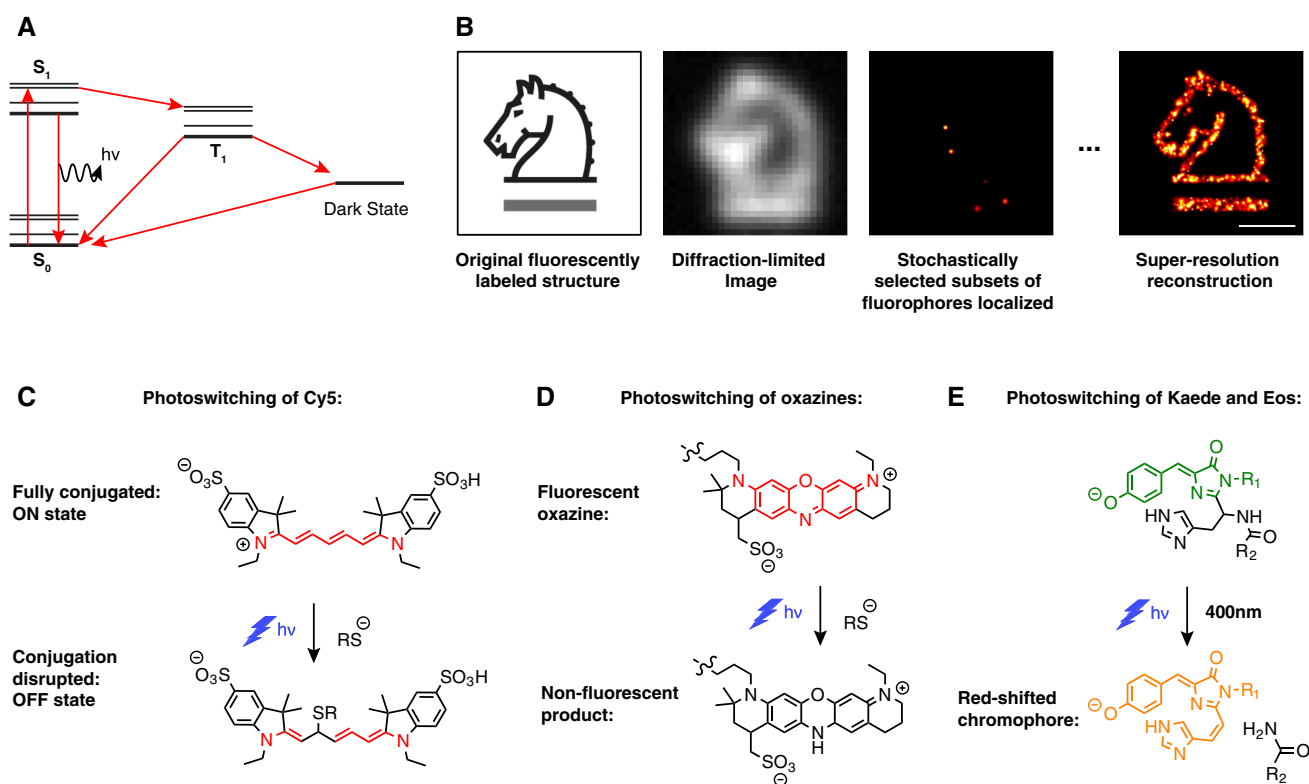 A
S1
T1
hν
Dark State
S0
B
...
Original fluorescently
labeled structure
Diffraction-limited
Image
Stochastically
selected subsets of
fluorophores localized
Super-resolution
reconstruction
C
Photoswitching of Cy5:
Fully conjugated:
ON state
⊖
O3S
SO3H
N
⊕
N
hν
RS⊖
Conjugation
disrupted:
OFF state
⊖
O3S
SO3H
SR
N
N
D
Photoswitching of oxazines:
Fluorescent
oxazine:
N
O
N
⊕
N
SO3
⊖
hν
RS⊖
Non-fluorescent
product:
N
O
N
⊕
N
H
SO3
⊖
E
Photoswitching of Kaede and Eos:
O
N-R1
N
⊖
O
HN
N
NH
O
R2
hν
400nm
Red-shifted
chromophore:
O
N-R1
N
⊖
O
HN
N
H2N
O
R2